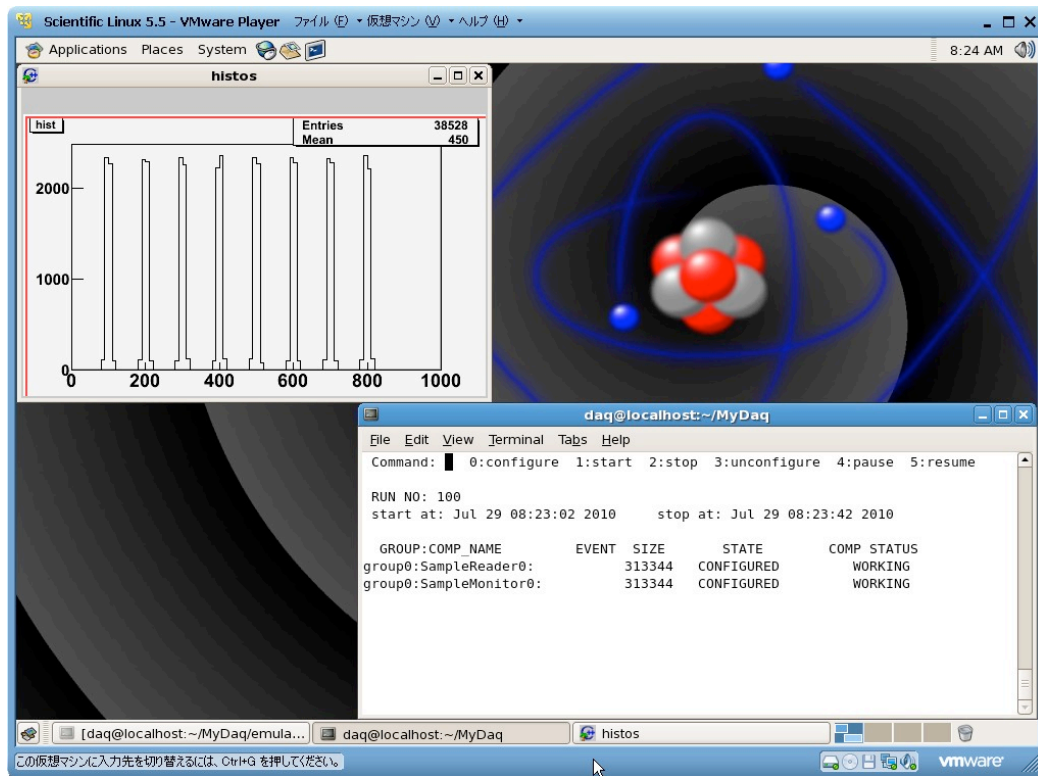 Scientific Linux 5.5 - VMware Player ファイル (F) 仮想マシン (V) ヘルプ (H)
Applications Places System 8:24 AM
histos
hist
Entries 38528
Mean 450
2000
1000
0
0 200 400 600 800 1000
daq@localhost:~/MyDaq
File Edit View Terminal Tabs Help
Command: 0:configure 1:start 2:stop 3:unconfigure 4:pause 5:resume
RUN NO: 100
start at: Jul 29 08:23:02 2010 stop at: Jul 29 08:23:42 2010
GROUP:COMP_NAME EVENT SIZE STATE COMP STATUS
group0:SampleReader0: 313344 CONFIGURED WORKING
group0:SampleMonitor0: 313344 CONFIGURED WORKING
[daq@localhost:~/MyDaq/emula... daq@localhost:~/MyDaq histos
この仮想マシンに入力先を切り替えるには、Ctrl+G を押してください。 vmware